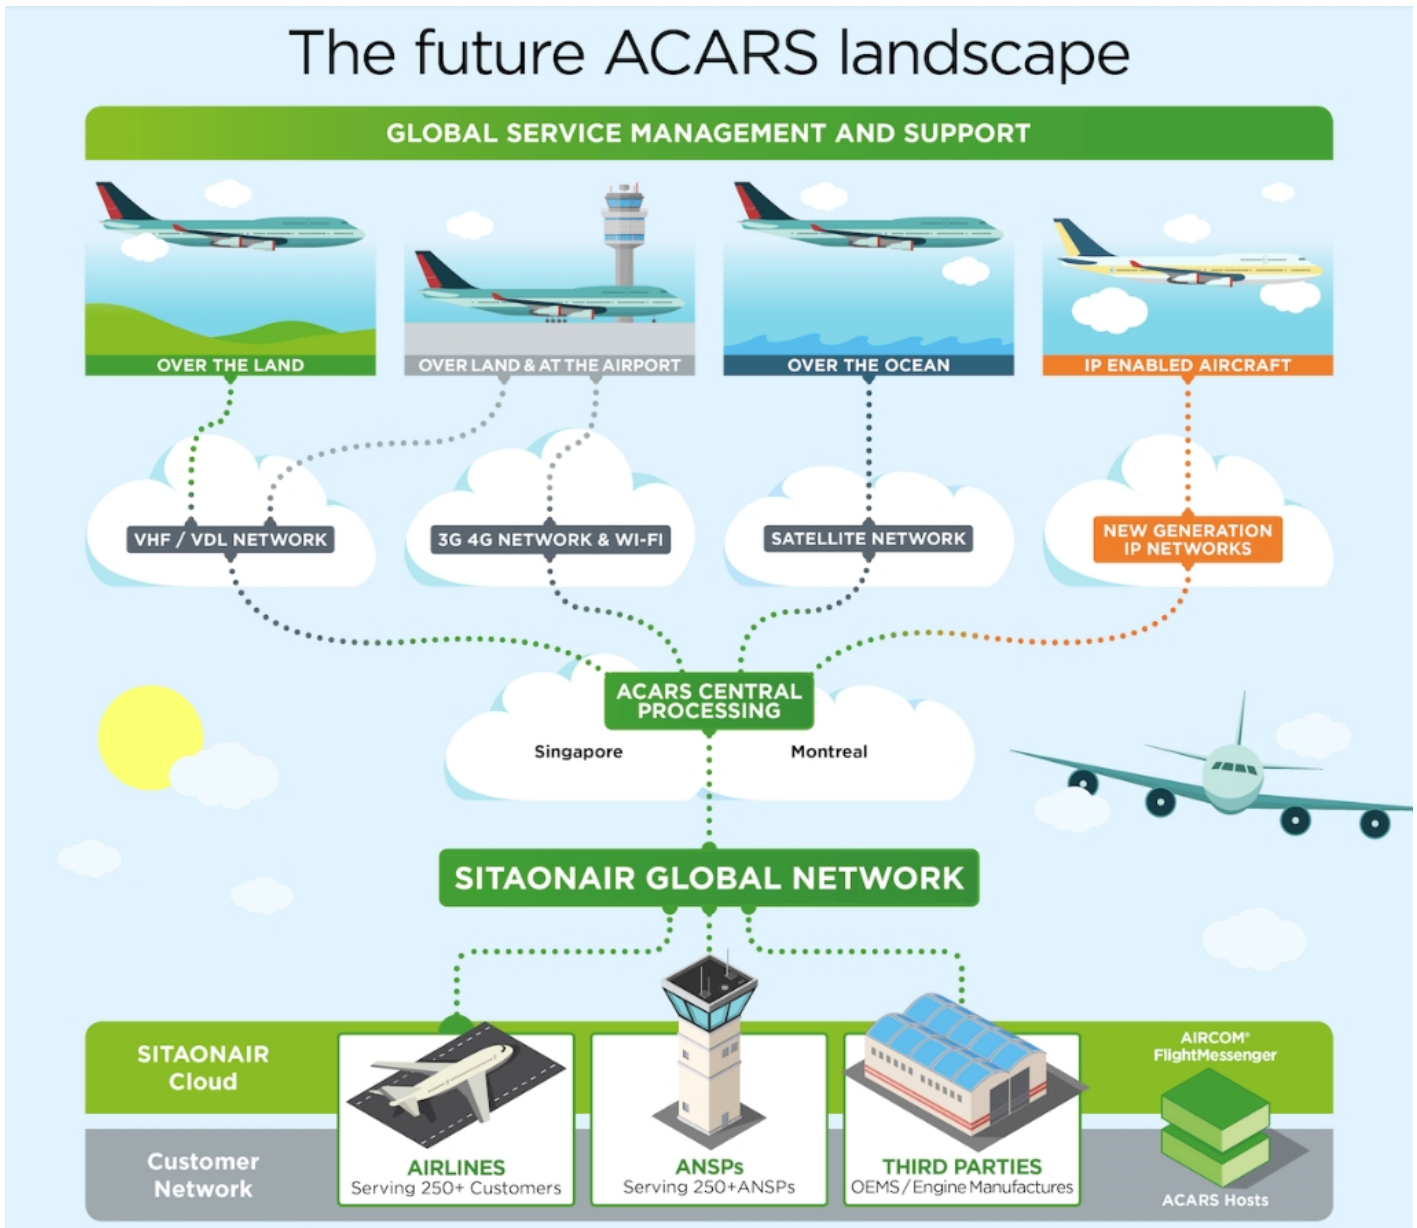 The future ACARS landscape
GLOBAL SERVICE MANAGEMENT AND SUPPORT
OVER THE LAND
OVER LAND & AT THE AIRPORT
OVER THE OCEAN
IP ENABLED AIRCRAFT
VHF / VDL NETWORK
3G 4G NETWORK & WI-FI
SATELLITE NETWORK
NEW GENERATION
IP NETWORKS
ACARS CENTRAL
PROCESSING
Singapore
Montreal
SITAONAIR GLOBAL NETWORK
SITAONAIR
Cloud
Customer
Network
AIRLINES
Serving 250+ Customers
ANSPs
Serving 250+ANSPs
THIRD PARTIES
OEMS / Engine Manufactures
AIRCOM®
FlightMessenger
ACARS Hosts